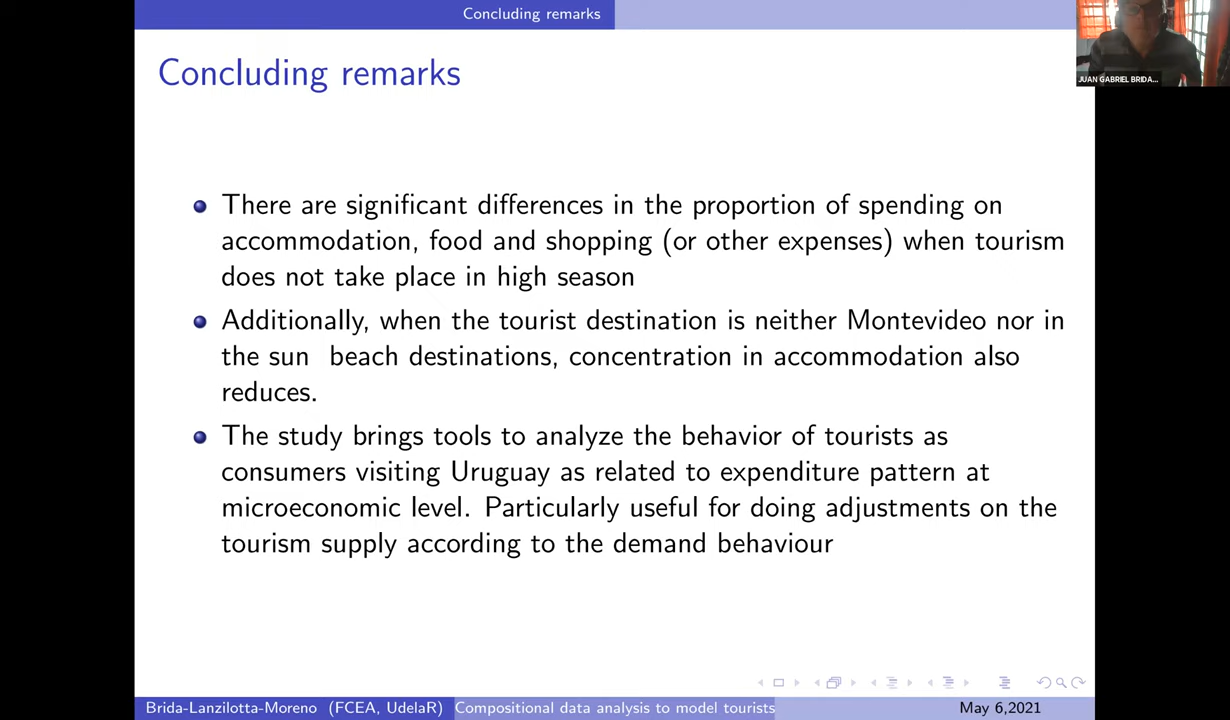 Concluding remarks
JUAN GABRIEL BRIDA...
Concluding remarks
There are significant differences in the proportion of spending on
accommodation, food and shopping (or other expenses) when tourism
does not take place in high season
Additionally, when the tourist destination is neither Montevideo nor in
the sun beach destinations, concentration in accommodation also
reduces.
The study brings tools to analyze the behavior of tourists as
consumers visiting Uruguay as related to expenditure pattern at
microeconomic level. Particularly useful for doing adjustments on the
tourism supply according to the demand behaviour
Brida-Lanzilotta-Moreno (FCEA, UdelaR) Compositional data analysis to model tourists May 6,2021